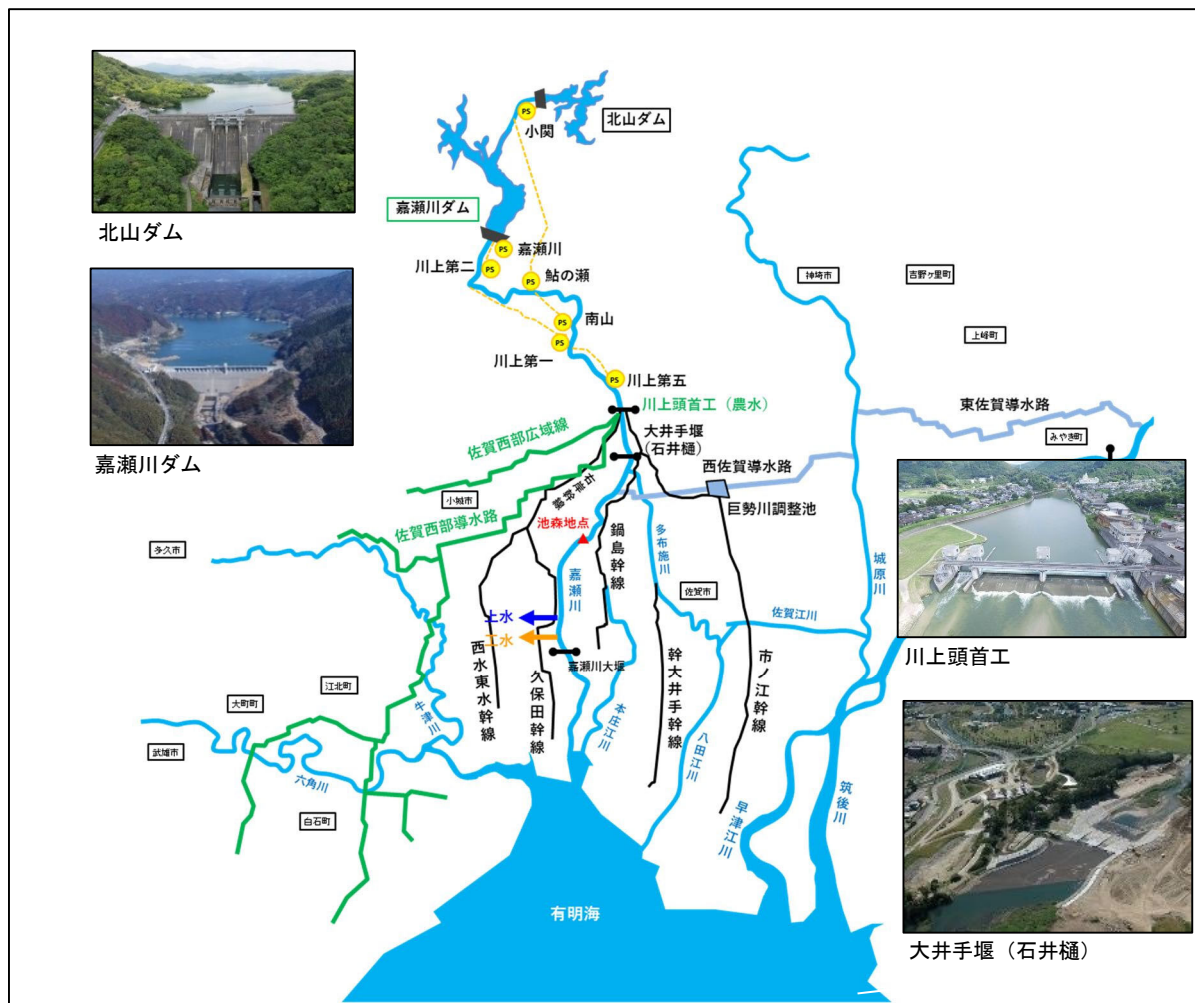 北山ダム
嘉瀬川ダム
PS
小関
北山ダム
嘉瀬川ダム
PS
嘉瀬川
川上第二
PS
PS
鮎の瀬
PS
南山
PS
川上第一
PS
川上第五
川上頭首工（農水）
大井手堰
（石井樋）
佐賀西部広域線
右岸幹線
小城市
佐賀西部導水路
多久市
池森地点
嘉瀬川
鍋島幹線
多布施川
西佐賀導水路
巨勢川調整池
佐賀市
神埼市
吉野ヶ里町
上峰町
東佐賀導水路
みやき町
城原川
佐賀江川
上水
工水
嘉瀬川大堰
西水東水幹線
久保田幹線
本庄江川
幹大井手幹線
八田江川
市ノ江幹線
江北町
大町町
武雄市
牛津川
六角川
白石町
早津江川
筑後川
有明海
川上頭首工
大井手堰（石井樋）